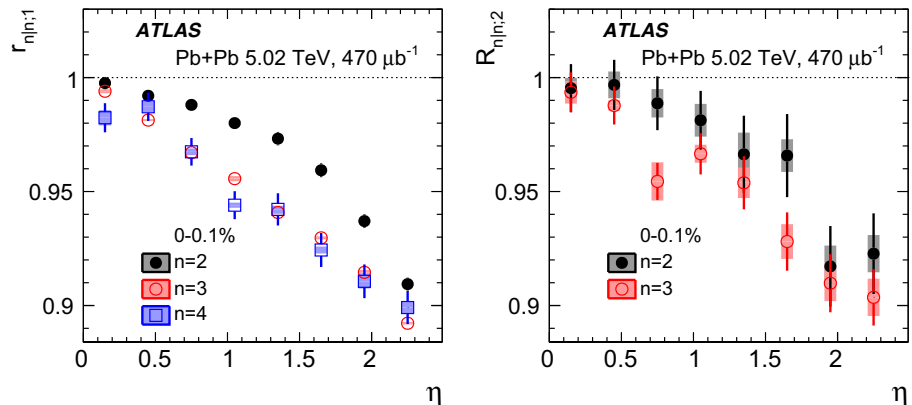 r_{n|n;1}
ATLAS
Pb+Pb 5.02 TeV, 470 μb⁻¹
1
0.95
0.9
0-0.1%
n=2
n=3
n=4
0 0.5 1 1.5 2
η
R_{n|n;2}
ATLAS
Pb+Pb 5.02 TeV, 470 μb⁻¹
1
0.95
0.9
0-0.1%
n=2
n=3
0 0.5 1 1.5 2
η